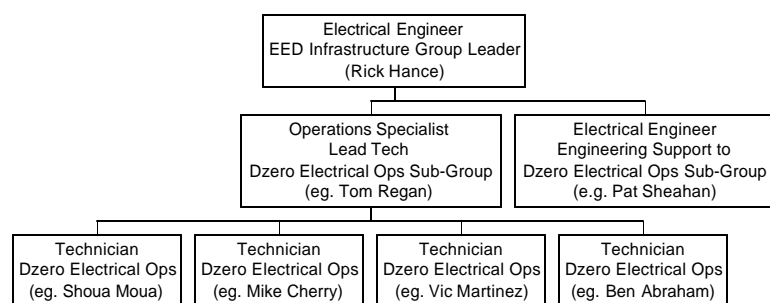 Electrical Engineer
EED Infrastructure Group Leader
(Rick Hance)
Operations Specialist
Lead Tech
Dzero Electrical Ops Sub-Group
(eg. Tom Regan)
Electrical Engineer
Engineering Support to
Dzero Electrical Ops Sub-Group
(e.g. Pat Sheahan)
Technician
Dzero Electrical Ops
(eg. Shoua Moua)
Technician
Dzero Electrical Ops
(eg. Mike Cherry)
Technician
Dzero Electrical Ops
(eg. Vic Martinez)
Technician
Dzero Electrical Ops
(eg. Ben Abraham)